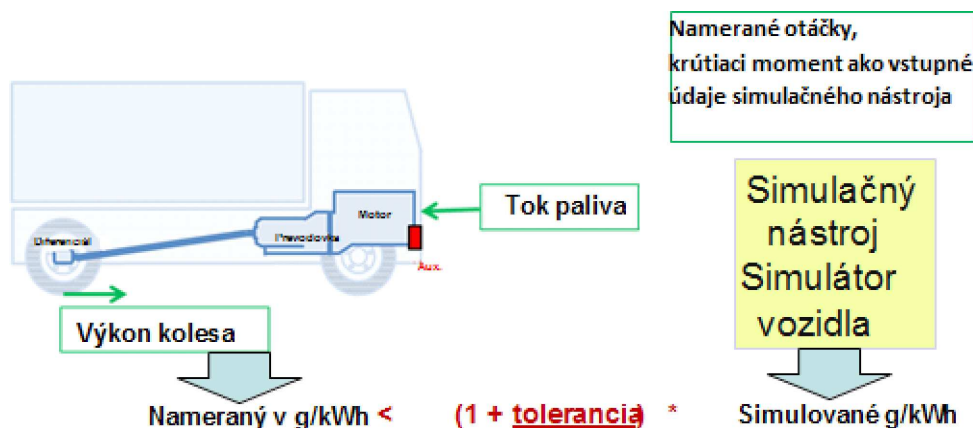 Namerané otáčky,
krútiaci moment ako vstupné
údaje simulačného nástroja
Simulačný
nástroj
Simulátor
vozidla
Tok paliva
Motor
Prevodovka
Diferenciál
Aux.
Výkon kolesa
Nameraný v g/kWh < (1 + tolerancia) * Simulované g/kWh